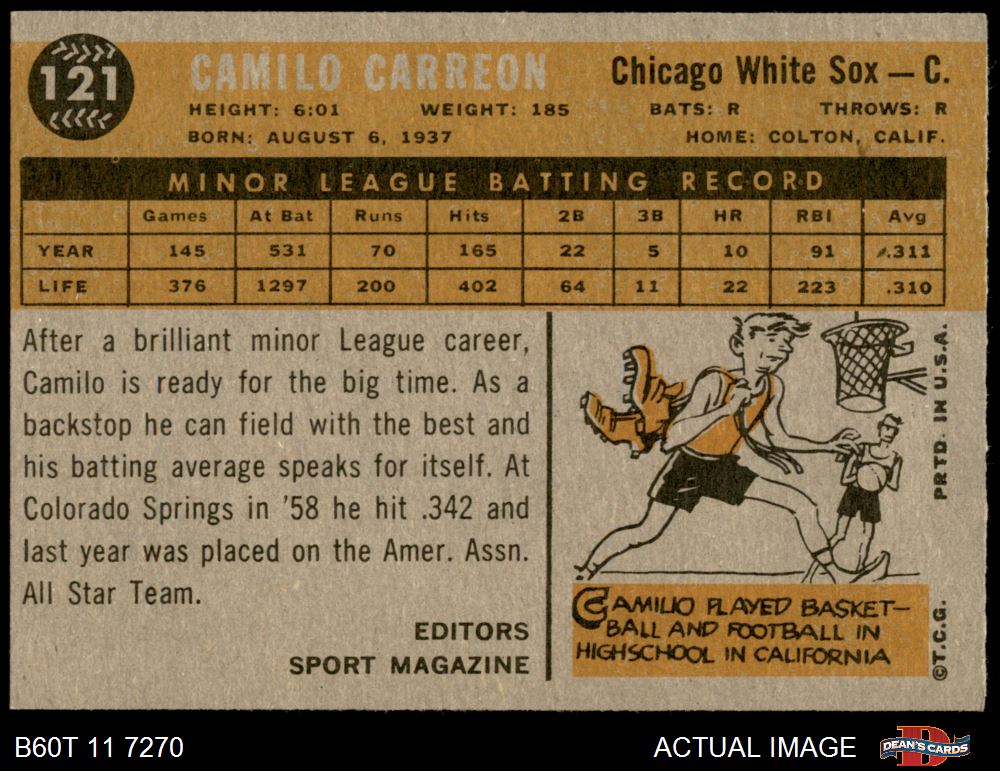 121
CAMILO CARREON
Chicago White Sox — C.
HEIGHT: 6:01 WEIGHT: 185 BATS: R THROWS: R
BORN: AUGUST 6, 1937 HOME: COLTON, CALIF.
MINOR LEAGUE BATTING RECORD
Games At Bat Runs Hits 2B 3B HR RBI Avg
YEAR 145 531 70 165 22 5 10 91 .311
LIFE 376 1297 200 402 64 11 22 223 .310
After a brilliant minor League career,
Camilo is ready for the big time. As a
backstop he can field with the best and
his batting average speaks for itself. At
Colorado Springs in '58 he hit .342 and
last year was placed on the Amer. Assn.
All Star Team.
EDITORS
SPORT MAGAZINE
CAMILIO PLAYED BASKET-
BALL AND FOOTBALL IN
HIGHSCHOOL IN CALIFORNIA
©T.C.G. PRTD. IN U.S.A.
B60T 11 7270
ACTUAL IMAGE
DEAN'S CARDS